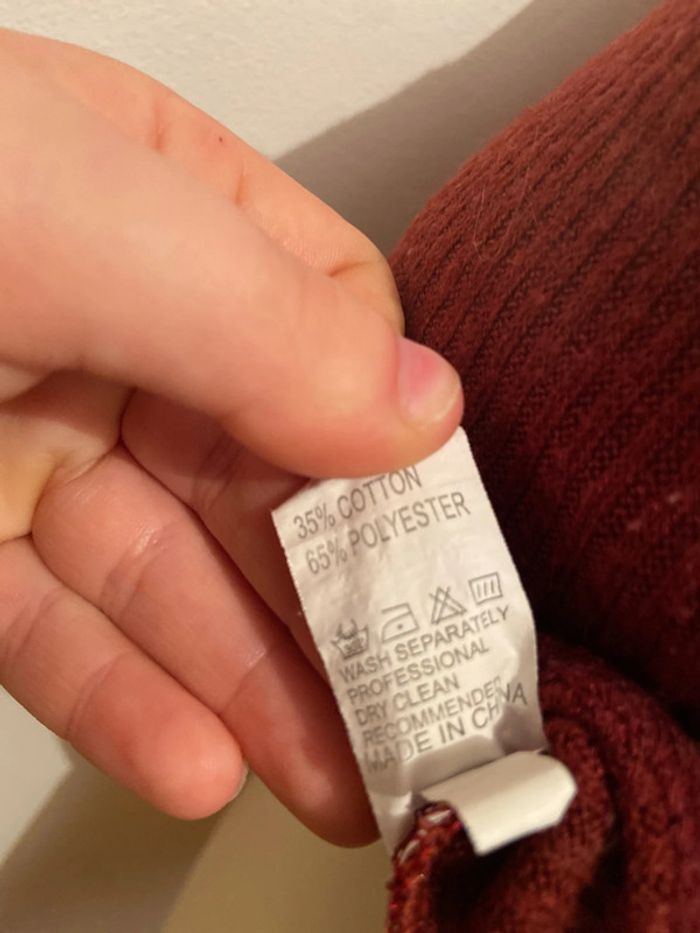 35% COTTON
65% POLYESTER
WASH SEPARATELY
PROFESSIONAL
DRY CLEAN
RECOMMENDED
MADE IN CHINA